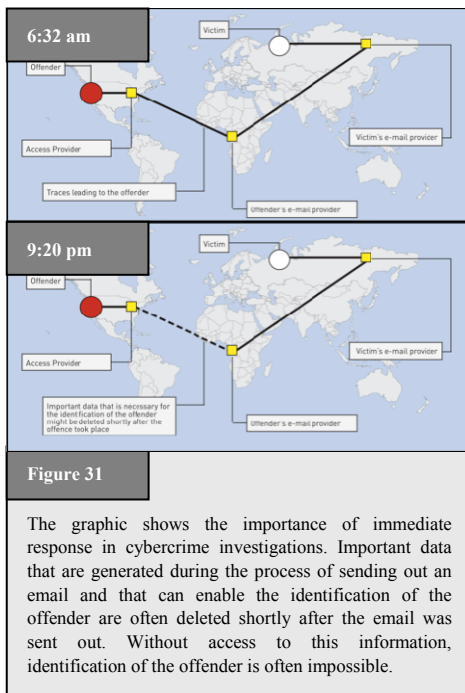 6:32 am
Victim
Offender
Access Provider
Victim's e-mail provider
Traces leading to the offender
Offender's e-mail provider
9:20 pm
Victim
Offender
Victim's e-mail provider
Access Provider
Important data that is necessary for
the identification of the offender
might be deleted shortly after the
offence took place
Offender's e-mail provider
Figure 31
The graphic shows the importance of immediate
response in cybercrime investigations. Important data
that are generated during the process of sending out an
email and that can enable the identification of the
offender are often deleted shortly after the email was
sent out. Without access to this information,
identification of the offender is often impossible.